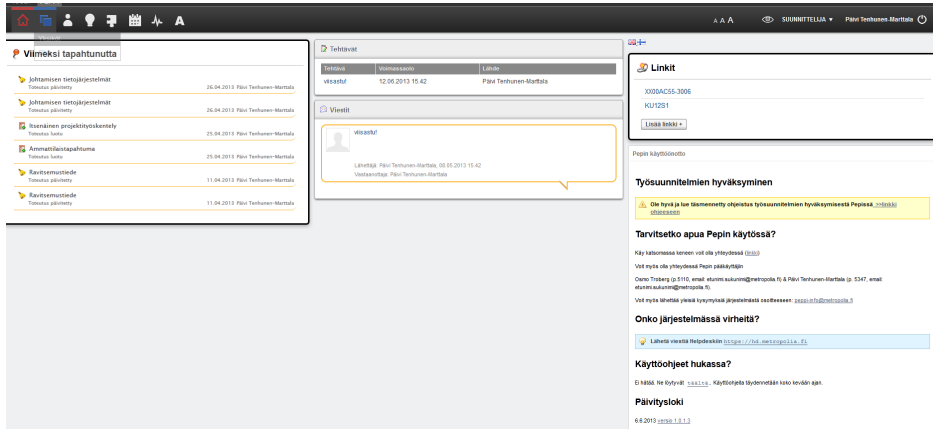 A
A A A
SUUNNITTELIJA ▾
Päivi Tenhunen-Marttala
Viimeksi tapahtunutta
Johtamisen tietojärjestelmät
Toteutus päivitetty
26.04.2013 Päivi Tenhunen-Marttala
Johtamisen tietojärjestelmät
Toteutus päivitetty
26.04.2013 Päivi Tenhunen-Marttala
Itsenäinen projektityöskentely
Toteutus luotu
25.04.2013 Päivi Tenhunen-Marttala
Ammattilaistapahtuma
Toteutus luotu
25.04.2013 Päivi Tenhunen-Marttala
Ravitsemustiede
Toteutus päivitetty
11.04.2013 Päivi Tenhunen-Marttala
Ravitsemustiede
Toteutus päivitetty
11.04.2013 Päivi Tenhunen-Marttala
Tehtävät
Tehtävä Voimassaolo Lähde
viisastu! 12.06.2013 15.42 Päivi Tenhunen-Marttala
Viestit
viisastu!
Lähettäjä: Päivi Tenhunen-Marttala, 08.05.2013 15.42
Vastaanottaja: Päivi Tenhunen-Marttala
Linkit
XX00AC55-3006
KU12S1
Lisää linkki +
Pepin käyttöönotto
Työsuunnitelmien hyväksyminen
Ole hyvä ja lue täsmennetty ohjeistus työsuunnitelmien hyväksymisestä Pepissä >>linkki
ohjeeseen
Tarvitsetko apua Pepin käytössä?
Käy katsomassa keneen voit olla yhteydessä (linkki)
Voit myös olla yhteydessä Pepin pääkäyttäjiin
Osmo Troberg (p.5110, email: etunimi.sukunimi@metropolia.fi) & Päivi Tenhunen-Marttala (p. 5347, email:
etunimi.sukunimi@metropolia.fi).
Voit myös lähettää yleisiä kysymyksiä järjestelmästä osoitteeseen: peppi-info@metropolia.fi
Onko järjestelmässä virheitä?
Lähetä viestiä Helpdeskiin https://hd.metropolia.fi
Käyttöohjeet hukassa?
Ei hätää. Ne löytyvät täältä. Käyttöohjeita täydennetään koko kevään ajan.
Päivitysloki
6.6.2013 versio 1.0.1.3